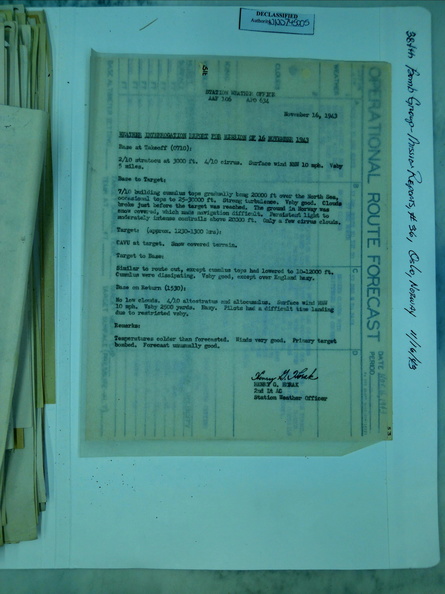 DECLASSIFIED
Authority NND745005
STATION WEATHER OFFICE
AAF 106 APO 634
November 16, 1943
WEATHER INTERROGATION REPORT FOR MISSION OF 16 NOVEMBER 1943
Base at Takeoff (0710):
2/10 stratocu at 3000 ft. 4/10 cirrus. Surface wind 10 mph. Vsby
5 miles.
Base to Target:
7/10 building cumulus tops gradually 20000 ft over the North Sea,
occasional tops to 25-30000 ft. Strong turbulence. Vsby good. Clouds
broke just before the target was reached. The ground in Norway was
snow covered, which made navigation difficult. Persistent light to
moderately intense contrails above 20000 ft. Only a few cirrus clouds.
Target: (approx. 1230-1300 hrs):
CAVU at target. Snow covered terrain.
Target to Base:
Similar to route out, except cumulus tops had lowered to 10-12000 ft.
Cumulus were dissipating. Vsby good, except over England hazy.
Base on Return (1530):
No low clouds. 4/10 altostratus and altocumulus. Surface wind
10 mph. Vsby 2500 yards. Hazy. Pilots had a difficult time landing
due to restricted vsby.
Remarks:
Temperatures colder than forecasted. Winds very good. Primary target
bombed. Forecast unusually good.
HENRY G. HORAK
2nd Lt AC
Station Weather Officer
OPERATIONAL ROUTE FORECAST
DATE
PERIOD
Bomb Group - Mission Reports, # 36, Oslo, Norway 11/16/43